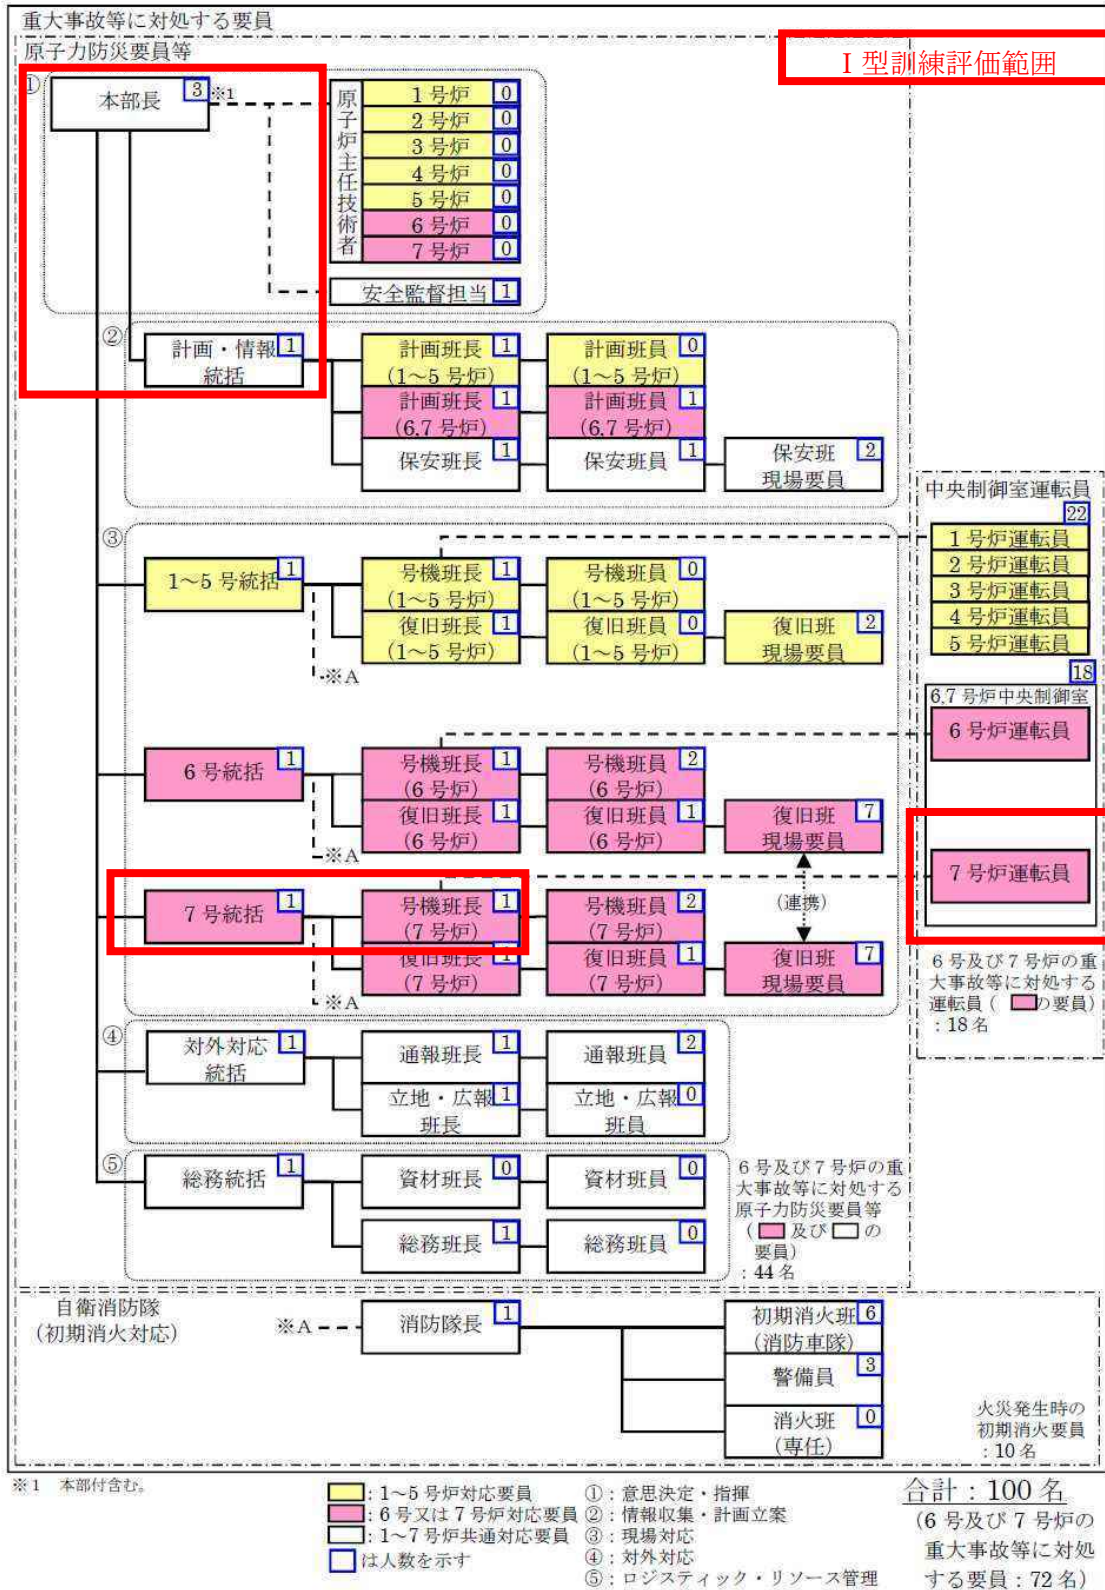 重大事故等に対処する要員
原子力防災要員等
Ⅰ型訓練評価範囲
①
本部長 3 ※1
原子炉主任技術者
1号炉 0
2号炉 0
3号炉 0
4号炉 0
5号炉 0
6号炉 0
7号炉 0
安全監督担当 1
②
計画・情報 1
統括
計画班長 1
(1～5号炉)
計画班員 0
(1～5号炉)
計画班長 1
(6,7号炉)
計画班員 1
(6,7号炉)
保安班長 1
保安班員 1
保安班 2
現場要員
中央制御室運転員
22
1号炉運転員
2号炉運転員
3号炉運転員
4号炉運転員
5号炉運転員
18
6,7号炉中央制御室
6号炉運転員
7号炉運転員
6号及び7号炉の重
大事故等に対処する
運転員( の要員)
:18名
③
1～5号統括 1
号機班長 1
(1～5号炉)
号機班員 0
(1～5号炉)
復旧班長 1
(1～5号炉)
復旧班員 0
(1～5号炉)
復旧班 2
現場要員
※A
6号統括 1
号機班長 1
(6号炉)
号機班員 2
(6号炉)
復旧班長 1
(6号炉)
復旧班員 1
(6号炉)
復旧班 7
現場要員
※A
(連携)
7号統括 1
号機班長 1
(7号炉)
号機班員 2
(7号炉)
復旧班長 1
(7号炉)
復旧班員 1
(7号炉)
復旧班 7
現場要員
※A
④
対外対応 1
統括
通報班長 1
通報班員 2
立地・広報 1
班長
立地・広報 0
班員
⑤
総務統括 1
資材班長 0
資材班員 0
総務班長 1
総務班員 0
6号及び7号炉の重
大事故等に対処する
原子力防災要員等
( 及び の
要員)
:44名
自衛消防隊
(初期消火対応)
※A
消防隊長 1
初期消火班 6
(消防車隊)
警備員 3
消火班 0
(専任)
火災発生時の
初期消火要員
:10名
※1 本部付含む。
:1～5号炉対応要員
:6号又は7号炉対応要員
:1～7号炉共通対応要員
は人数を示す
①:意思決定・指揮
②:情報収集・計画立案
③:現場対応
④:対外対応
⑤:ロジスティック・リソース管理
合計:100名
(6号及び7号炉の
重大事故等に対処
する要員:72名)